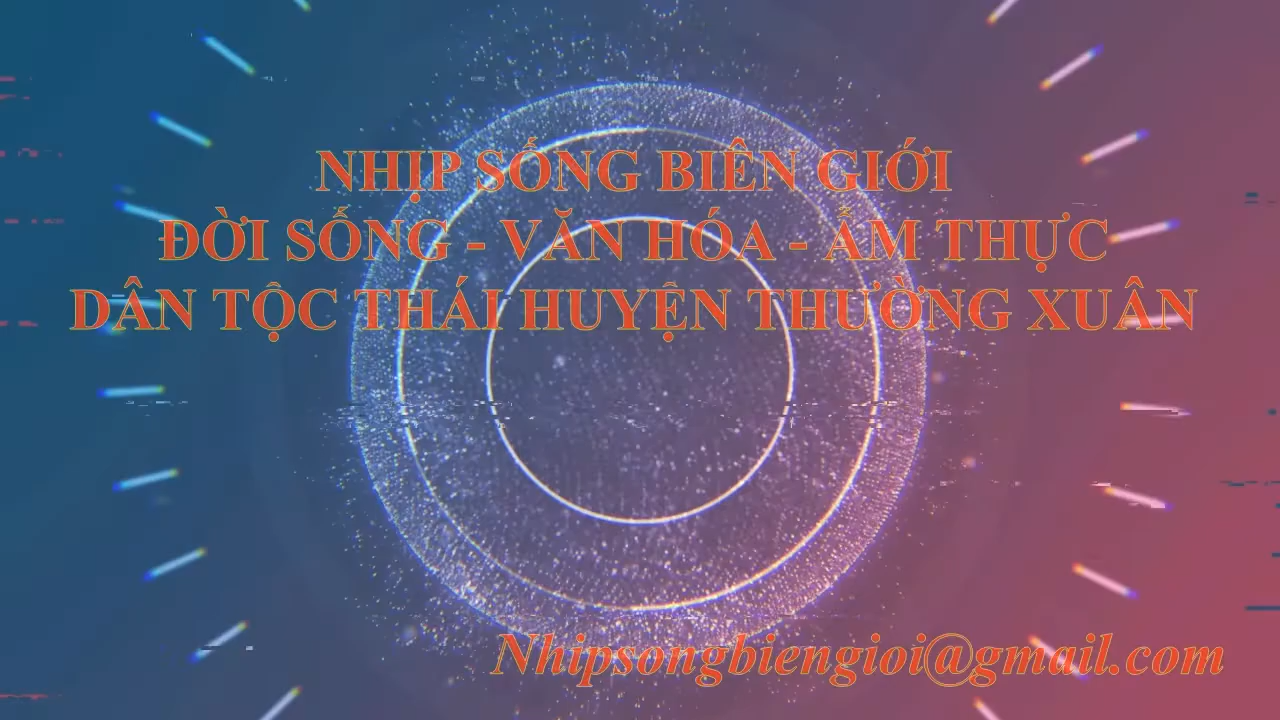 NHỊP SỐNG BIÊN GIỚI
ĐỜI SỐNG - VĂN HÓA - ẨM THỰC
DÂN TỘC THÁI HUYỆN THƯỜNG XUÂN
Nhipsongbiengioi@gmail.com